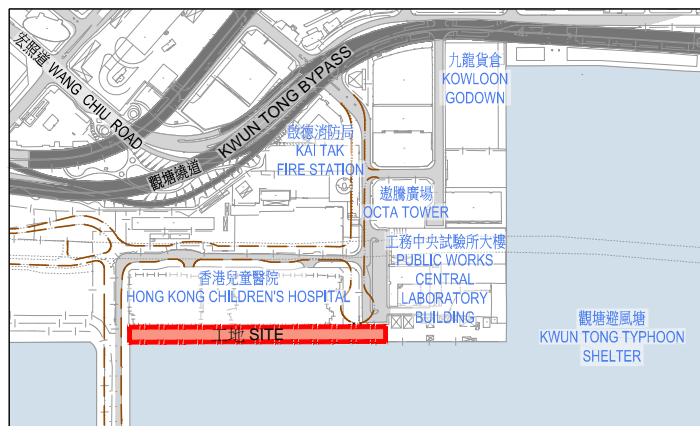 宏照道 WANG CHIU ROAD
觀塘繞道 KWUN TONG BYPASS
九龍貨倉
KOWLOON
GODOWN
啟德消防局
KAI TAK
FIRE STATION
遨騰廣場
OCTA TOWER
工務中央試驗所大樓
PUBLIC WORKS
CENTRAL
LABORATORY
BUILDING
香港兒童醫院
HONG KONG CHILDREN'S HOSPITAL
工地 SITE
觀塘避風塘
KWUN TONG TYPHOON
SHELTER